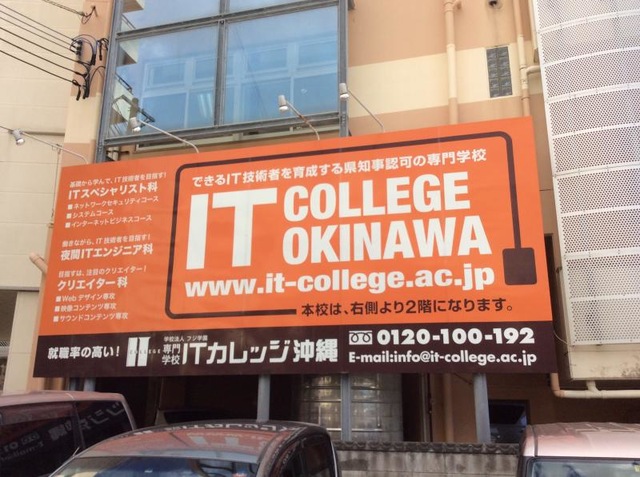 できるIT技術者を育成する県知事認可の専門学校
IT COLLEGE
OKINAWA
www.it-college.ac.jp
本校は、右側より2階になります。
基礎から学んで、IT技術者を目指す!
ITスペシャリスト科
■ネットワークセキュリティコース
■システムコース
■インターネットビジネスコース
働きながら、IT技術者を目指す!
夜間ITエンジニア科
目指すは、注目のクリエイター!
クリエイター科
■Webデザイン専攻
■映像コンテンツ専攻
■サウンドコンテンツ専攻
就職率の高い!
COLLEGE
学校法人 フジ学園
専門学校 ITカレッジ沖縄
0120-100-192
E-mail:info@it-college.ac.jp